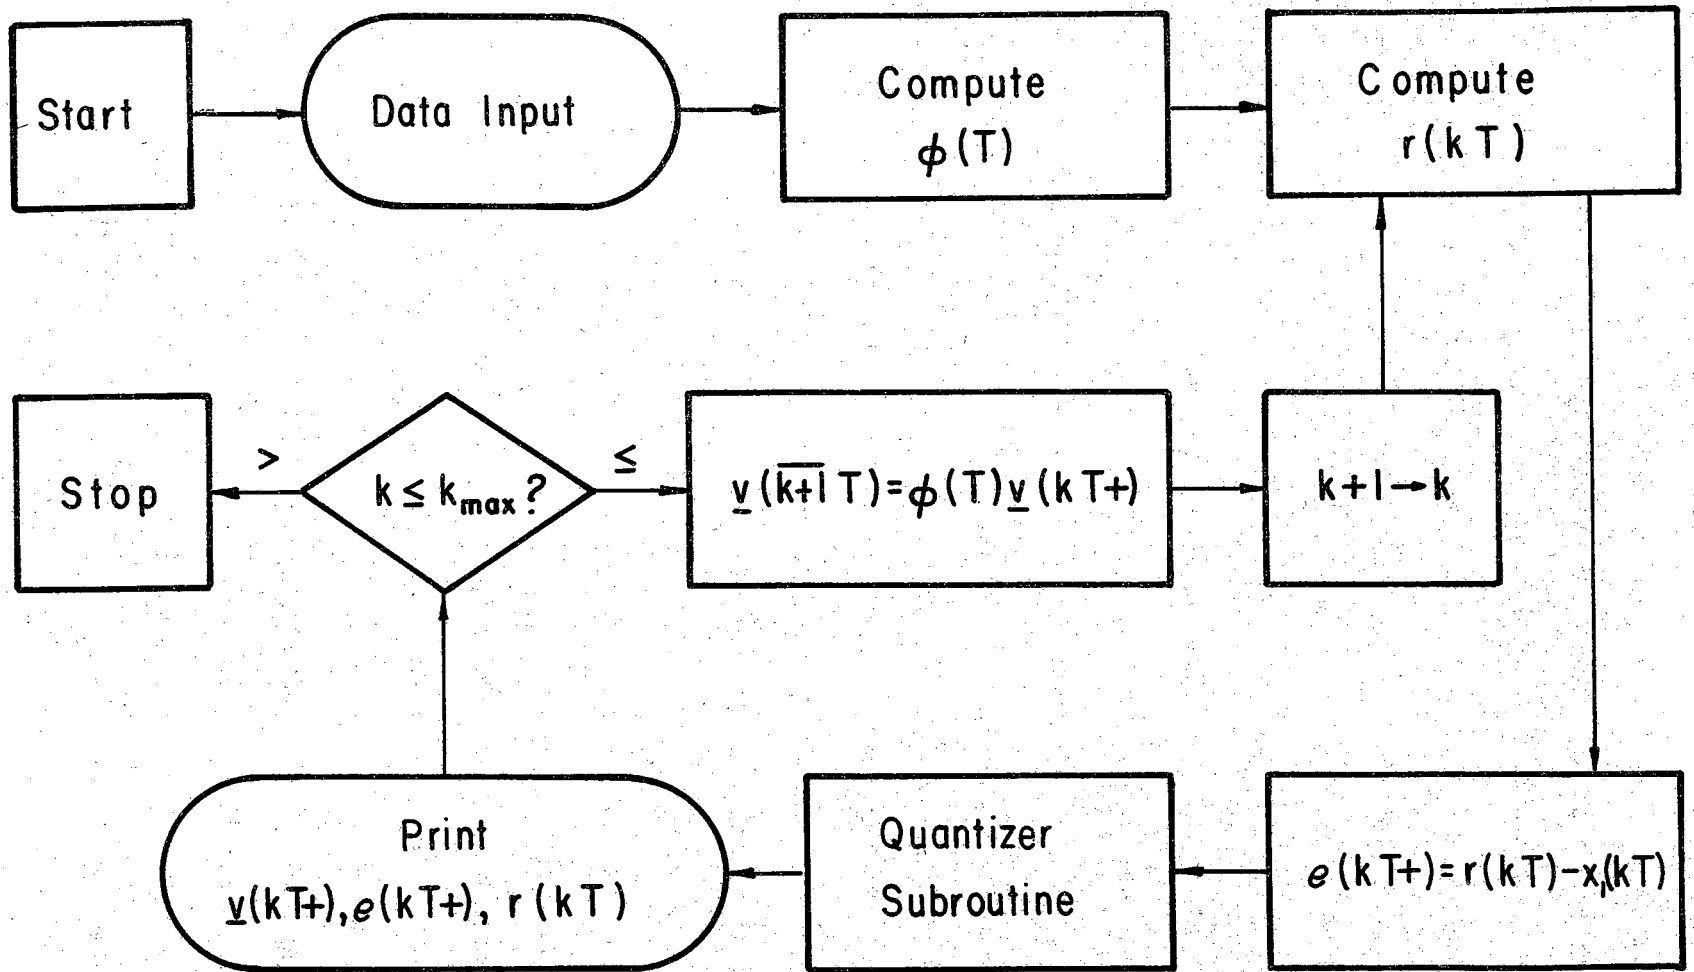 Start
Data Input
Compute
ϕ(T)
Compute
r(kT)
Stop
>
k ≤ kmax?
≤
v̲(k̅+̅1̅T)=ϕ(T)v̲(kT+)
k+1→k
Print
v̲(kT+),e(kT+), r(kT)
Quantizer
Subroutine
e(kT+)=r(kT)-x₁(kT)